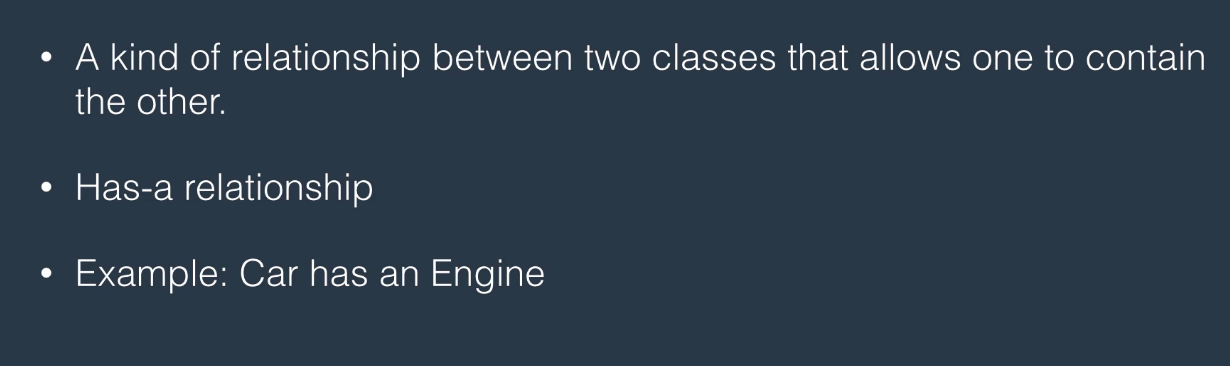 • A kind of relationship between two classes that allows one to contain
the other.
• Has-a relationship
• Example: Car has an Engine